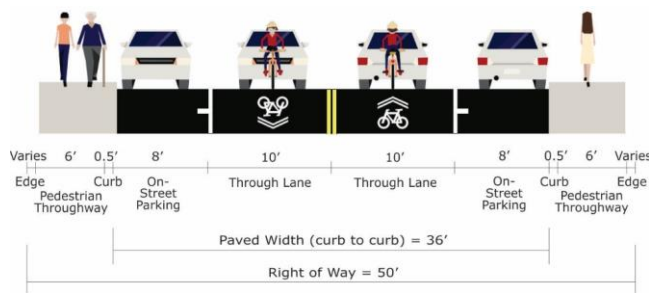 Varies 6' 0.5' 8' 10' 10' 8' 0.5' 6' Varies
Edge Pedestrian Throughway Curb On-Street Parking Through Lane Through Lane On-Street Parking Curb Pedestrian Throughway Edge
Paved Width (curb to curb) = 36'
Right of Way = 50'